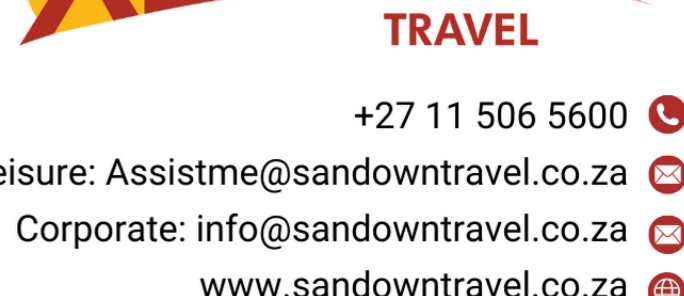 TRAVEL
+27 11 506 5600
eisure: Assistme@sandowntravel.co.za
Corporate: info@sandowntravel.co.za
www.sandowntravel.co.za